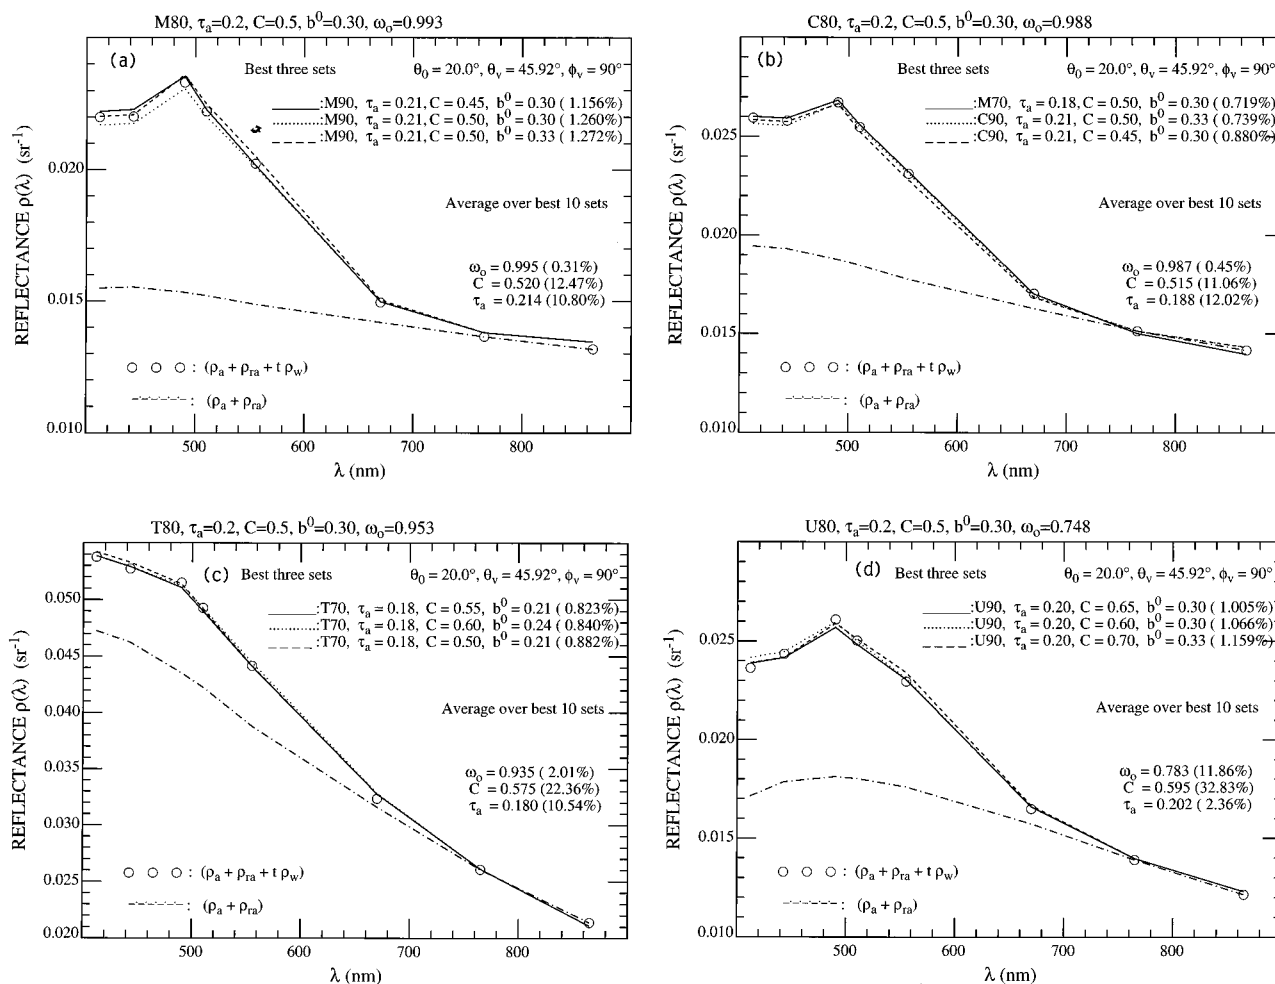 M80, τa=0.2, C=0.5, b⁰=0.30, ωo=0.993
(a)
Best three sets
θ0 = 20.0°, θv = 45.92°, ϕv = 90°
:M90, τa = 0.21, C = 0.45, b⁰ = 0.30 ( 1.156%)
:M90, τa = 0.21, C = 0.50, b⁰ = 0.30 ( 1.260%)
:M90, τa = 0.21, C = 0.50, b⁰ = 0.33 ( 1.272%)
Average over best 10 sets
ωo = 0.995 ( 0.31%)
C = 0.520 (12.47%)
τa = 0.214 (10.80%)
: (ρa + ρra + t ρw)
: (ρa + ρra)
REFLECTANCE ρ(λ) (sr⁻¹)
0.020
0.015
0.010
500 600 700 800
λ (nm)
C80, τa=0.2, C=0.5, b⁰=0.30, ωo=0.988
(b)
Best three sets
θ0 = 20.0°, θv = 45.92°, ϕv = 90°
:M70, τa = 0.18, C = 0.50, b⁰ = 0.30 (0.719%)
:C90, τa = 0.21, C = 0.50, b⁰ = 0.33 (0.739%)
:C90, τa = 0.21, C = 0.45, b⁰ = 0.30 (0.880%)
Average over best 10 sets
ωo = 0.987 ( 0.45%)
C = 0.515 (11.06%)
τa = 0.188 (12.02%)
: (ρa + ρra + t ρw)
: (ρa + ρra)
REFLECTANCE ρ(λ) (sr⁻¹)
0.025
0.020
0.015
0.010
500 600 700 800
λ (nm)
T80, τa=0.2, C=0.5, b⁰=0.30, ωo=0.953
(c)
Best three sets
θ0 = 20.0°, θv = 45.92°, ϕv = 90°
:T70, τa = 0.18, C = 0.55, b⁰ = 0.21 (0.823%)
:T70, τa = 0.18, C = 0.60, b⁰ = 0.24 (0.840%)
:T70, τa = 0.18, C = 0.50, b⁰ = 0.21 (0.882%)
Average over best 10 sets
ωo = 0.935 ( 2.01%)
C = 0.575 (22.36%)
τa = 0.180 (10.54%)
: (ρa + ρra + t ρw)
: (ρa + ρra)
REFLECTANCE ρ(λ) (sr⁻¹)
0.050
0.045
0.040
0.033
0.030
0.026
0.020
500 600 700 800
λ (nm)
U80, τa=0.2, C=0.5, b⁰=0.30, ωo=0.748
(d)
Best three sets
θ0 = 20.0°, θv = 45.92°, ϕv = 90°
:U90, τa = 0.20, C = 0.65, b⁰ = 0.30 ( 1.005%)
:U90, τa = 0.20, C = 0.60, b⁰ = 0.30 ( 1.066%)
:U90, τa = 0.20, C = 0.70, b⁰ = 0.33 ( 1.159%)
Average over best 10 sets
ωo = 0.783 (11.86%)
C = 0.595 (32.83%)
τa = 0.202 ( 2.36%)
: (ρa + ρra + t ρw)
: (ρa + ρra)
REFLECTANCE ρ(λ) (sr⁻¹)
0.025
0.020
0.015
0.010
500 600 700 800
λ (nm)